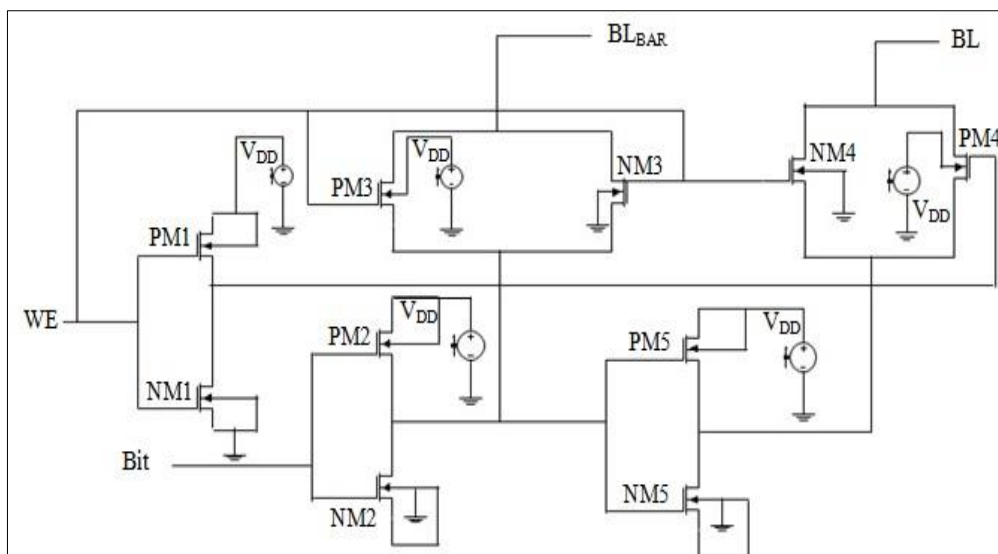 BL_BAR
BL
V_DD
PM3
V_DD
NM3
NM4
PM4
V_DD
PM1
WE
NM1
PM2
V_DD
PM5
V_DD
Bit
NM2
NM5